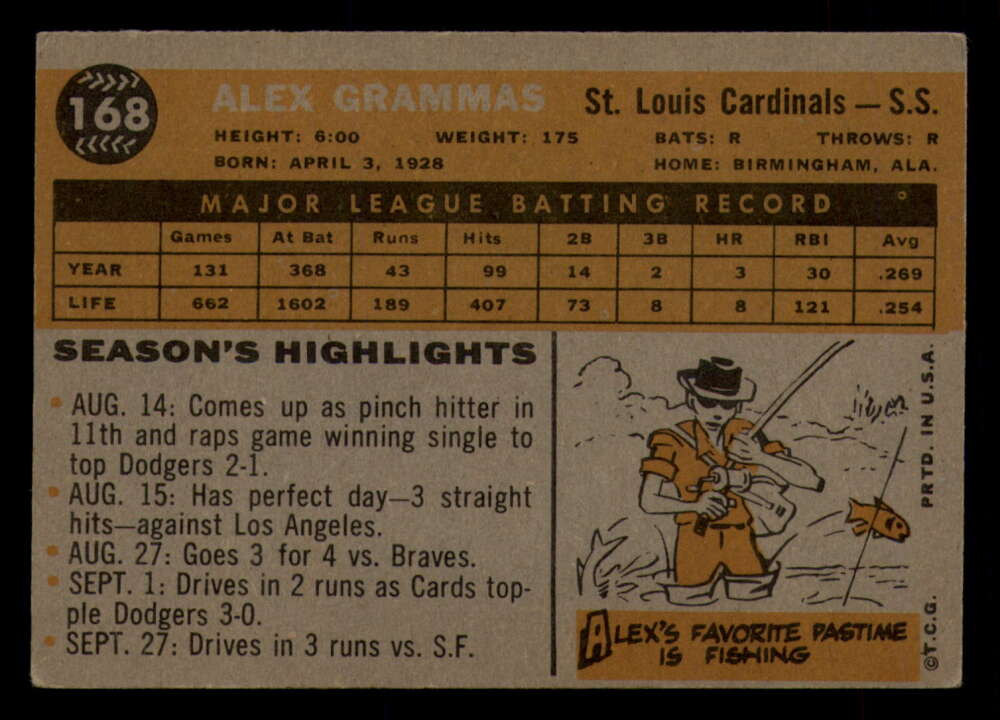 168
ALEX GRAMMAS St. Louis Cardinals — S.S.
HEIGHT: 6:00 WEIGHT: 175 BATS: R THROWS: R
BORN: APRIL 3, 1928 HOME: BIRMINGHAM, ALA.
MAJOR LEAGUE BATTING RECORD
Games At Bat Runs Hits 2B 3B HR RBI Avg
YEAR 131 368 43 99 14 2 3 30 .269
LIFE 662 1602 189 407 73 8 8 121 .254
SEASON'S HIGHLIGHTS
• AUG. 14: Comes up as pinch hitter in
11th and raps game winning single to
top Dodgers 2-1.
• AUG. 15: Has perfect day—3 straight
hits—against Los Angeles.
• AUG. 27: Goes 3 for 4 vs. Braves.
• SEPT. 1: Drives in 2 runs as Cards top-
ple Dodgers 3-0.
• SEPT. 27: Drives in 3 runs vs. S.F.
ALEX'S FAVORITE PASTIME
IS FISHING
©T.C.G. PRTD. IN U.S.A.